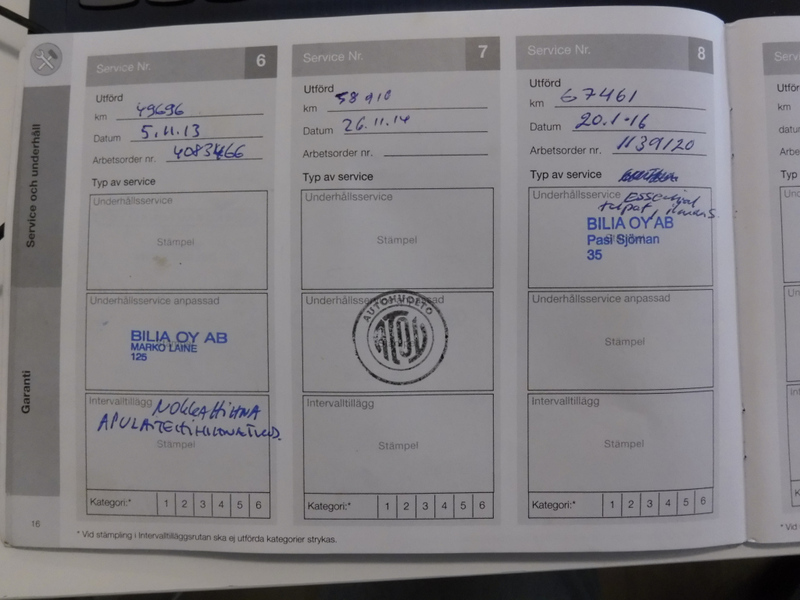 Service och underhåll
Garanti
16
Service Nr. 6
Utförd
km 49696
Datum 5.11.13
Arbetsorder nr. 4083466
Typ av service
Underhållsservice
Stämpel
Underhållsservice anpassad
BILIA OY AB
MARKO LAINE
125
Intervalltillägg
NOKKAHIHNA
Stämpel
Kategori:* 1 2 3 4 5 6
Service Nr. 7
Utförd
km 58910
Datum 26.11.14
Arbetsorder nr.
Typ av service
Underhållsservice
Stämpel
Underhållsservice anpassad
AUTOHUOLTO
Intervalltillägg
Stämpel
Kategori:* 1 2 3 4 5 6
Service Nr. 8
Utförd
km 67461
Datum 20.1.16
Arbetsorder nr. 1139120
Typ av service
Underhållsservice
Essential
BILIA OY AB
Pasi Sjöman
35
Underhållsservice anpassad
Stämpel
Intervalltillägg
Stämpel
Kategori:* 1 2 3 4 5 6
* Vid stämpling i Intervalltilläggsrutan ska ej utförda kategorier strykas.